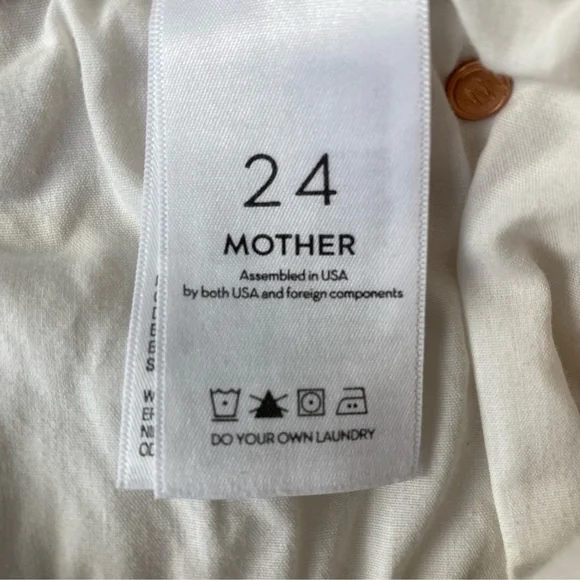 24
MOTHER
Assembled in USA
by both USA and foreign components
DO YOUR OWN LAUNDRY